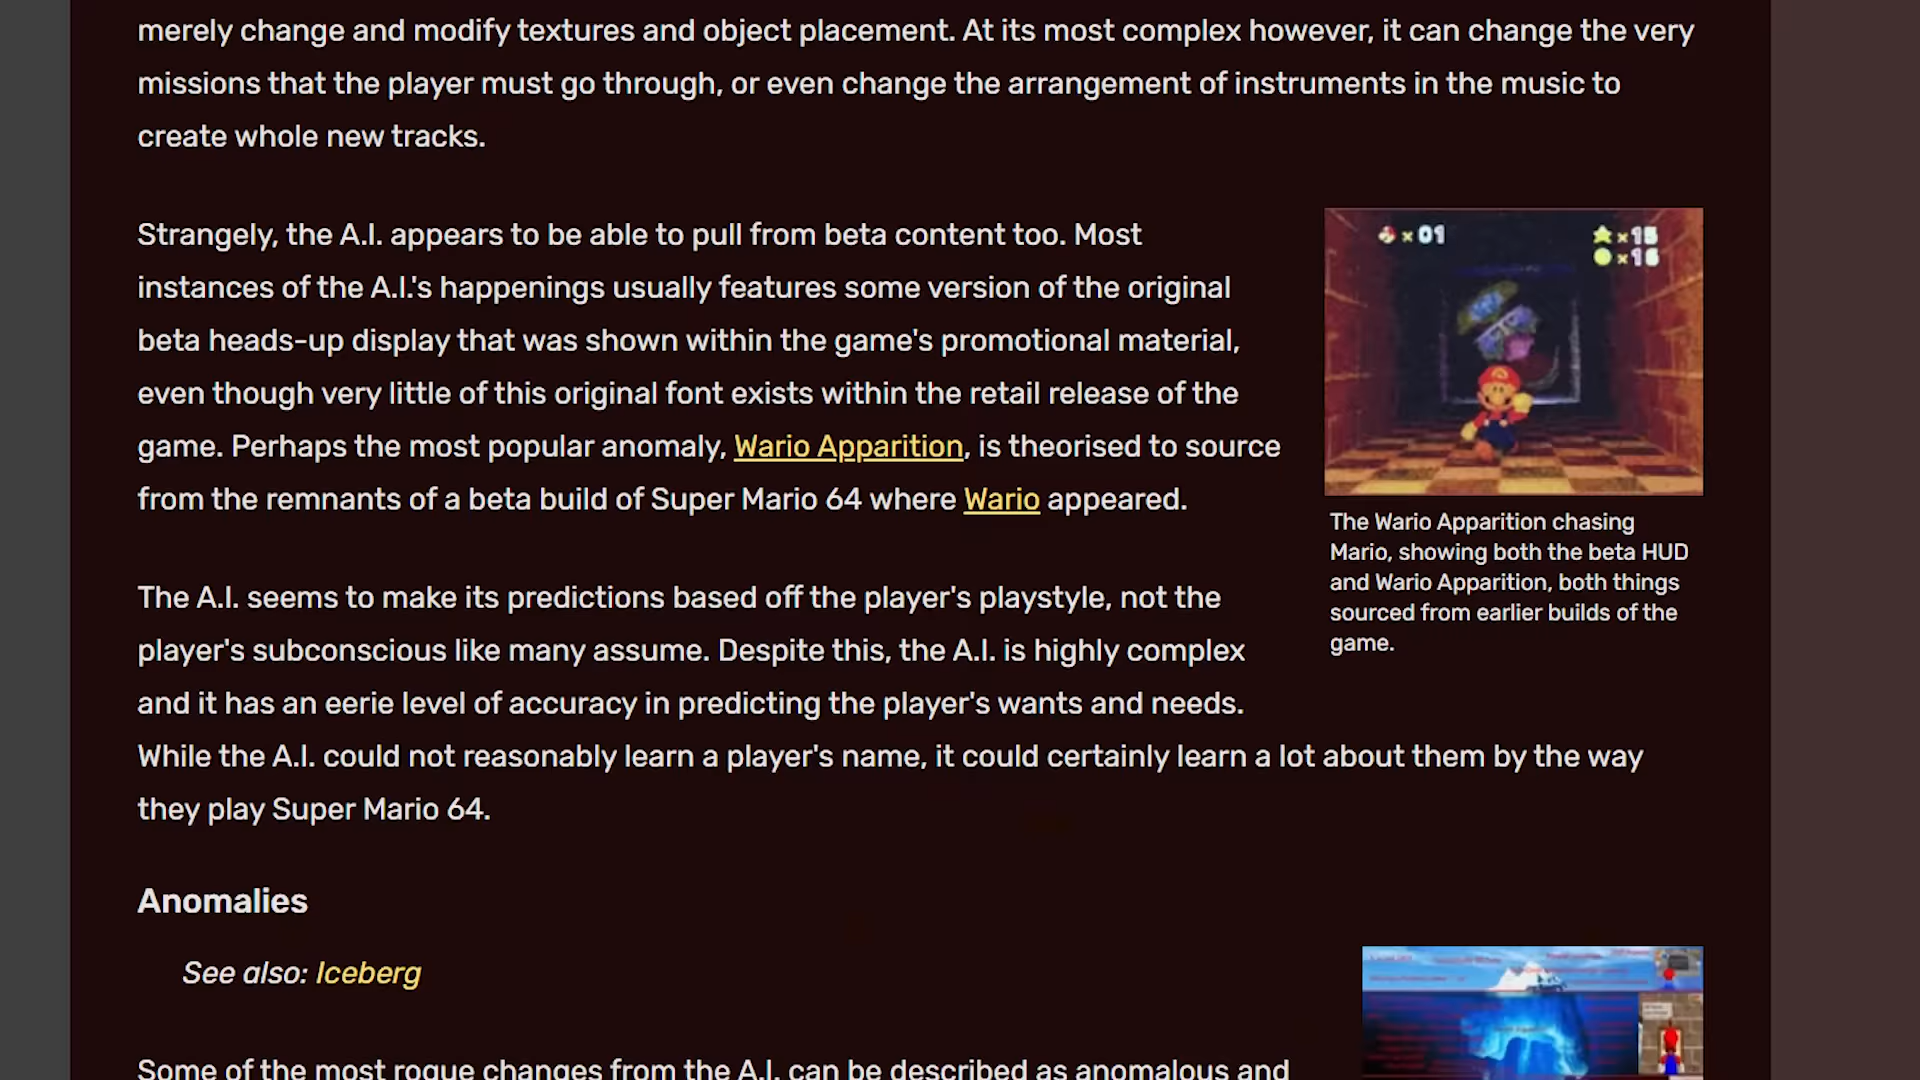 merely change and modify textures and object placement. At its most complex however, it can change the very
missions that the player must go through, or even change the arrangement of instruments in the music to
create whole new tracks.
Strangely, the A.I. appears to be able to pull from beta content too. Most
instances of the A.I.'s happenings usually features some version of the original
beta heads-up display that was shown within the game's promotional material,
even though very little of this original font exists within the retail release of the
game. Perhaps the most popular anomaly, Wario Apparition, is theorised to source
from the remnants of a beta build of Super Mario 64 where Wario appeared.
× 01
× 15
× 16
The Wario Apparition chasing
Mario, showing both the beta HUD
and Wario Apparition, both things
sourced from earlier builds of the
game.
The A.I. seems to make its predictions based off the player's playstyle, not the
player's subconscious like many assume. Despite this, the A.I. is highly complex
and it has an eerie level of accuracy in predicting the player's wants and needs.
While the A.I. could not reasonably learn a player's name, it could certainly learn a lot about them by the way
they play Super Mario 64.
Anomalies
See also: Iceberg
Some of the most rogue changes from the A.I. can be described as anomalous and